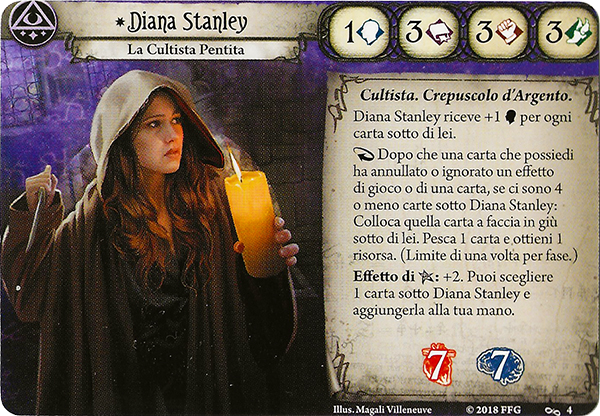 Diana Stanley
La Cultista Pentita
1 3 3 3
Cultista. Crepuscolo d'Argento.
Diana Stanley riceve +1 per ogni
carta sotto di lei.
Dopo che una carta che possiedi
ha annullato o ignorato un effetto
di gioco o di una carta, se ci sono 4
o meno carte sotto Diana Stanley:
Colloca quella carta a faccia in giù
sotto di lei. Pesca 1 carta e ottieni 1
risorsa. (Limite di una volta per fase.)
Effetto di : +2. Puoi scegliere
1 carta sotto Diana Stanley e
aggiungerla alla tua mano.
7 7
Illus. Magali Villeneuve © 2018 FFG 4